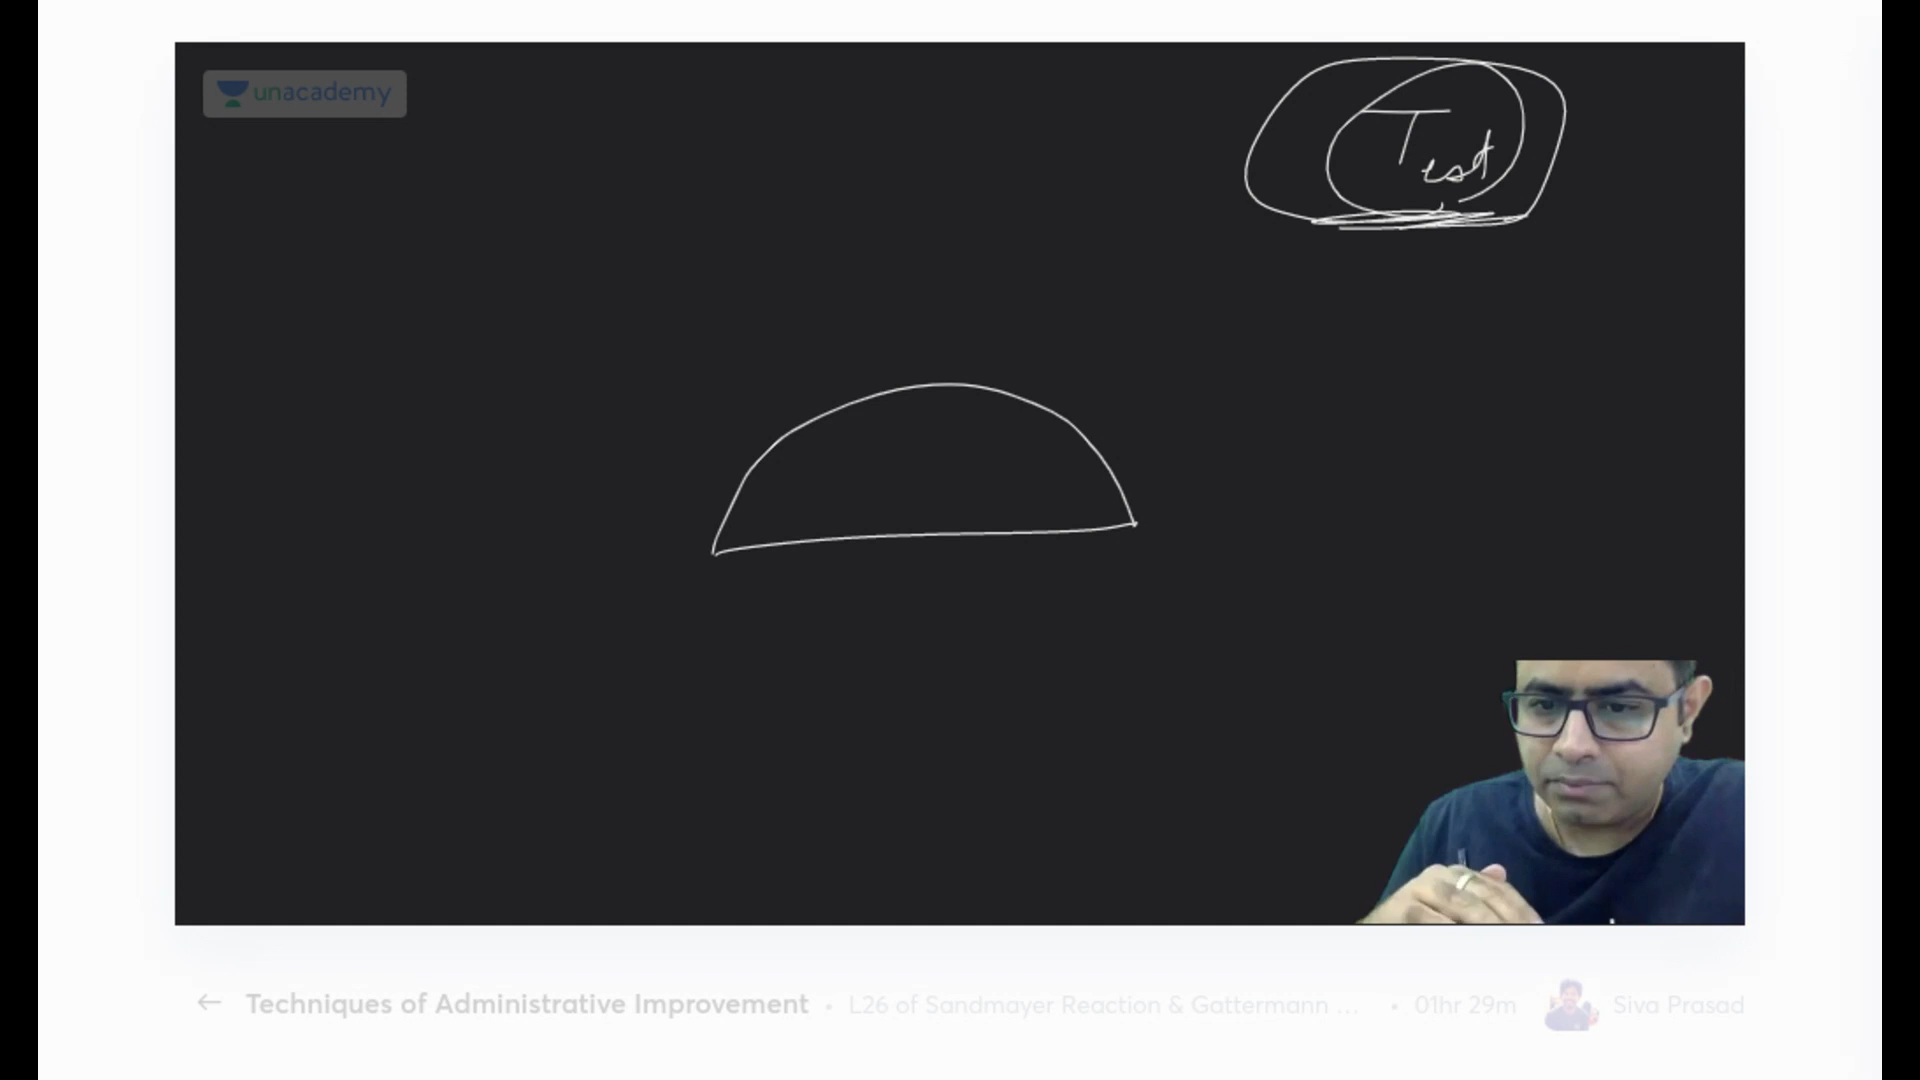 unacademy
Test
← Techniques of Administrative Improvement • L26 of Sandmayer Reaction & Gattermann ... • 01hr 29m Siva Prasad